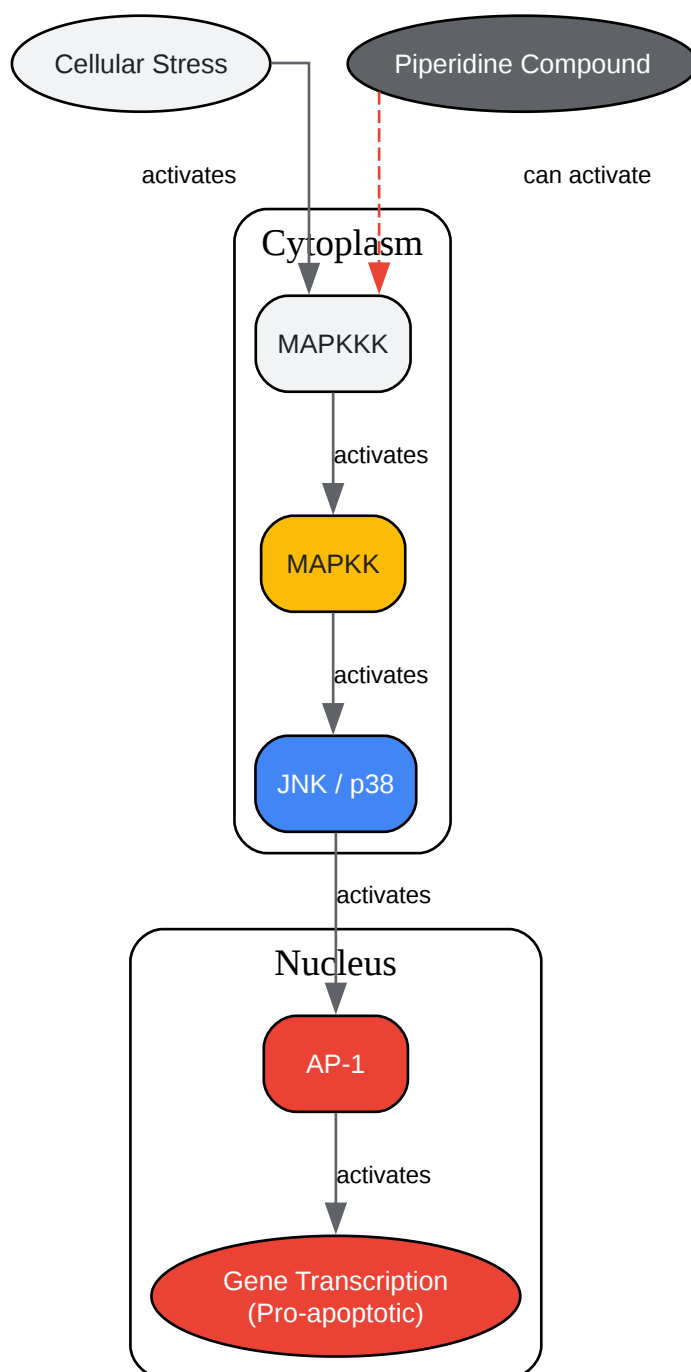 Cellular Stress
Piperidine Compound
activates
can activate
Cytoplasm
MAPKKK
activates
MAPKK
activates
JNK / p38
activates
Nucleus
AP-1
activates
Gene Transcription
(Pro-apoptotic)